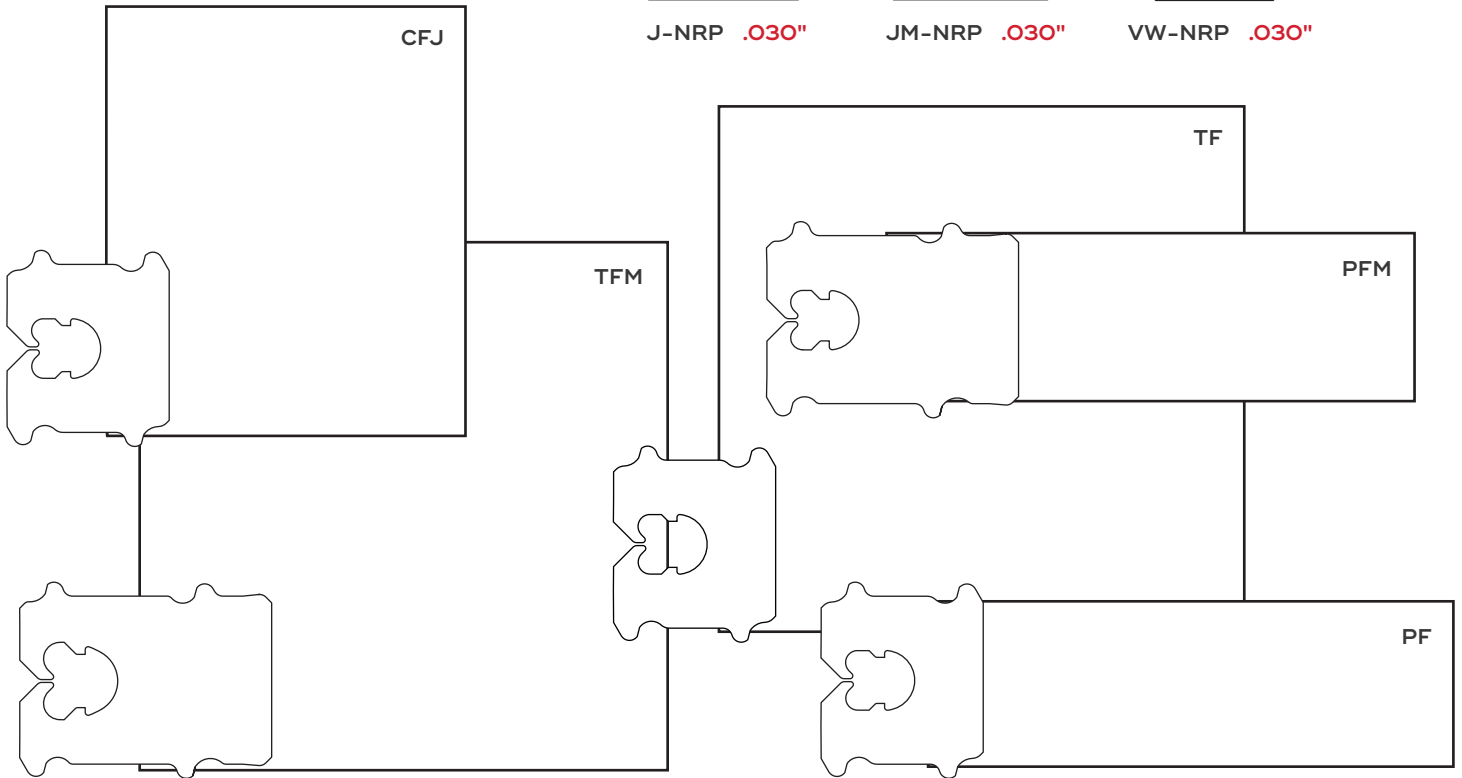 CFJ
J-NRP .030" JM-NRP .030" VW-NRP .030"
TF
PFM
TFM
PF